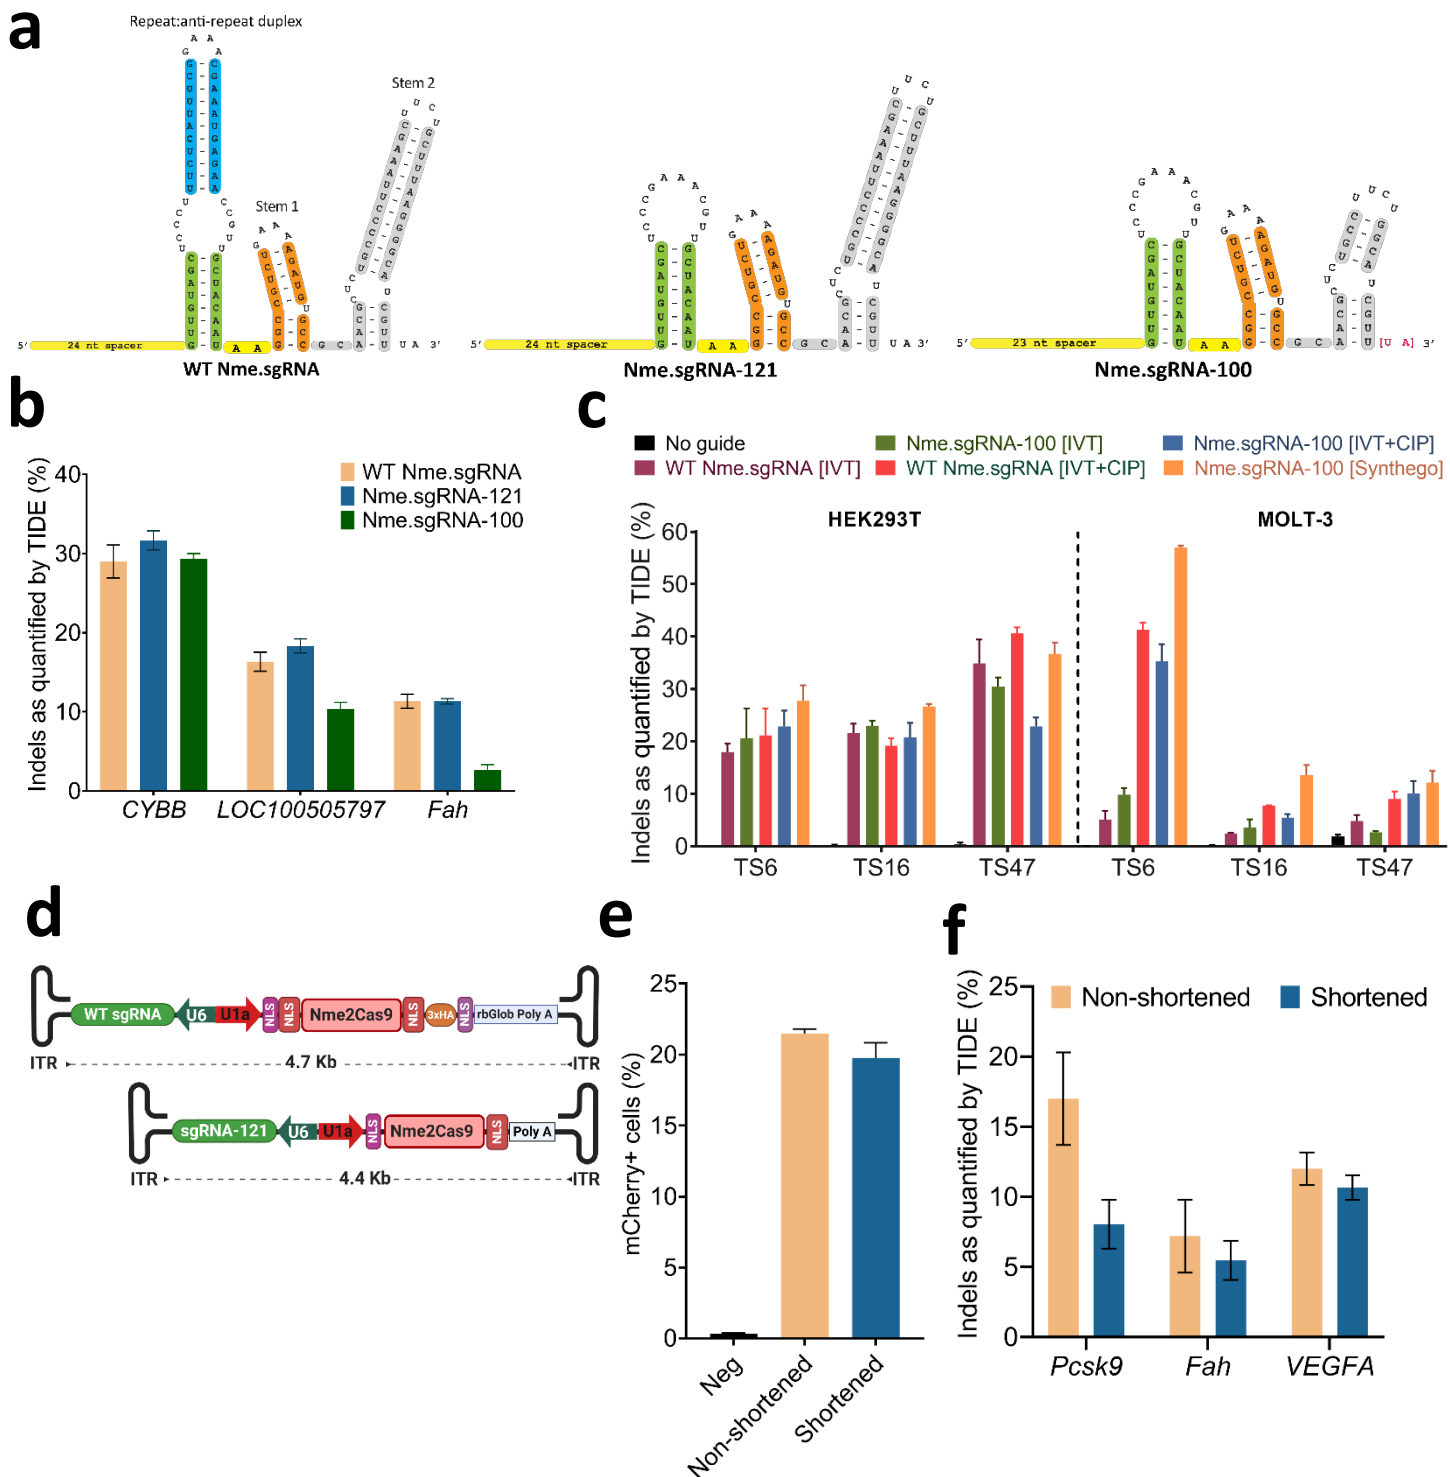 a
Repeat:anti-repeat duplex
Stem 1
Stem 2
5′ 24 nt spacer A A G C UA 3′
WT Nme.sgRNA
5′ 24 nt spacer A A G C UA 3′
Nme.sgRNA-121
5′ 23 nt spacer A A G C [U A] 3′
Nme.sgRNA-100
b
Indels as quantified by TIDE (%)
40
30
20
10
0
WT Nme.sgRNA
Nme.sgRNA-121
Nme.sgRNA-100
CYBB LOC100505797 Fah
c
No guide
Nme.sgRNA-100 [IVT]
Nme.sgRNA-100 [IVT+CIP]
WT Nme.sgRNA [IVT]
WT Nme.sgRNA [IVT+CIP]
Nme.sgRNA-100 [Synthego]
HEK293T MOLT-3
Indels as quantified by TIDE (%)
60
50
40
30
20
10
0
TS6 TS16 TS47 TS6 TS16 TS47
d
WT sgRNA U6 U1a NLS NLS Nme2Cas9 NLS 3xHA NLS rbGlob Poly A
ITR 4.7 Kb ITR
sgRNA-121 U6 U1a NLS Nme2Cas9 NLS Poly A
ITR 4.4 Kb ITR
e
mCherry+ cells (%)
25
20
15
10
5
0
Neg
Non-shortened
Shortened
f
Indels as quantified by TIDE (%)
25
20
15
10
5
0
Non-shortened Shortened
Pcsk9 Fah VEGFA